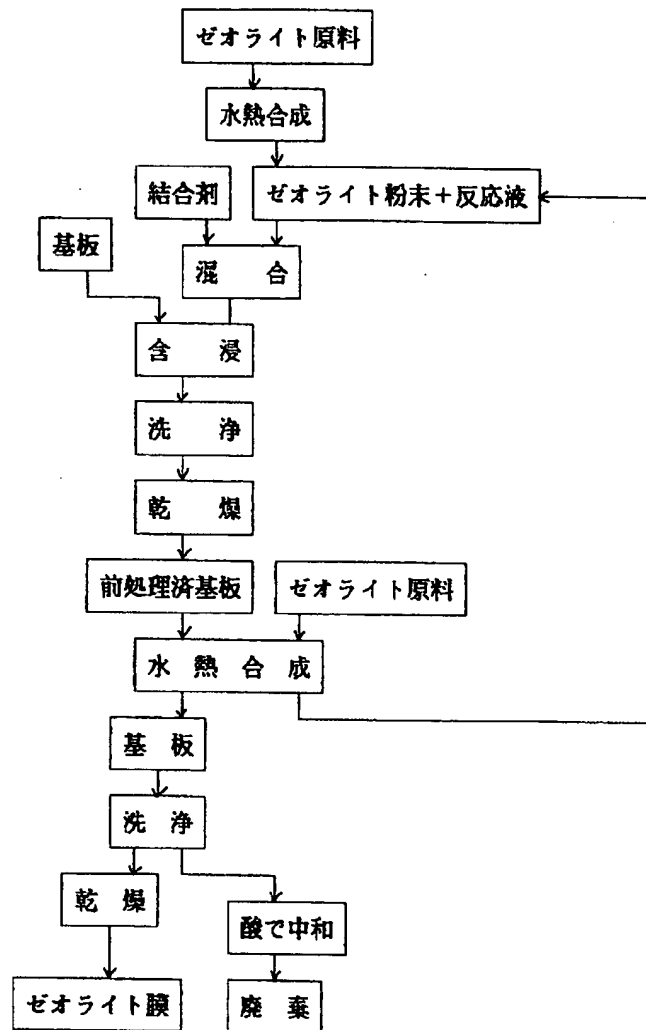 ゼオライト原料
水熱合成
結合剤
ゼオライト粉末+反応液
基板
混 合
含 浸
洗 浄
乾 燥
前処理済基板
ゼオライト原料
水 熱 合 成
基 板
洗 浄
乾 燥
酸で中和
ゼオライト膜
廃 棄